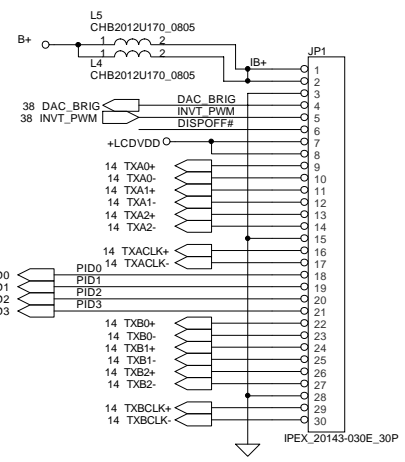 L5
CHB2012U170_0805
B+
1 2
IB+
JP1
1 2
L4
CHB2012U170_0805
1
2
3
38 DAC_BRIG DAC_BRIG 4
38 INVT_PWM INVT_PWM 5
DISPOFF# 6
+LCDVDD 7
8
14 TXA0+ 9
14 TXA0- 10
14 TXA1+ 11
14 TXA1- 12
14 TXA2+ 13
14 TXA2- 14
15
14 TXACLK+ 16
14 TXACLK- 17
D0 PID0 18
D1 PID1 19
D2 PID2 20
D3 PID3 21
14 TXB0+ 22
14 TXB0- 23
14 TXB1+ 24
14 TXB1- 25
14 TXB2+ 26
14 TXB2- 27
28
14 TXBCLK+ 29
14 TXBCLK- 30
IPEX_20143-030E_30P